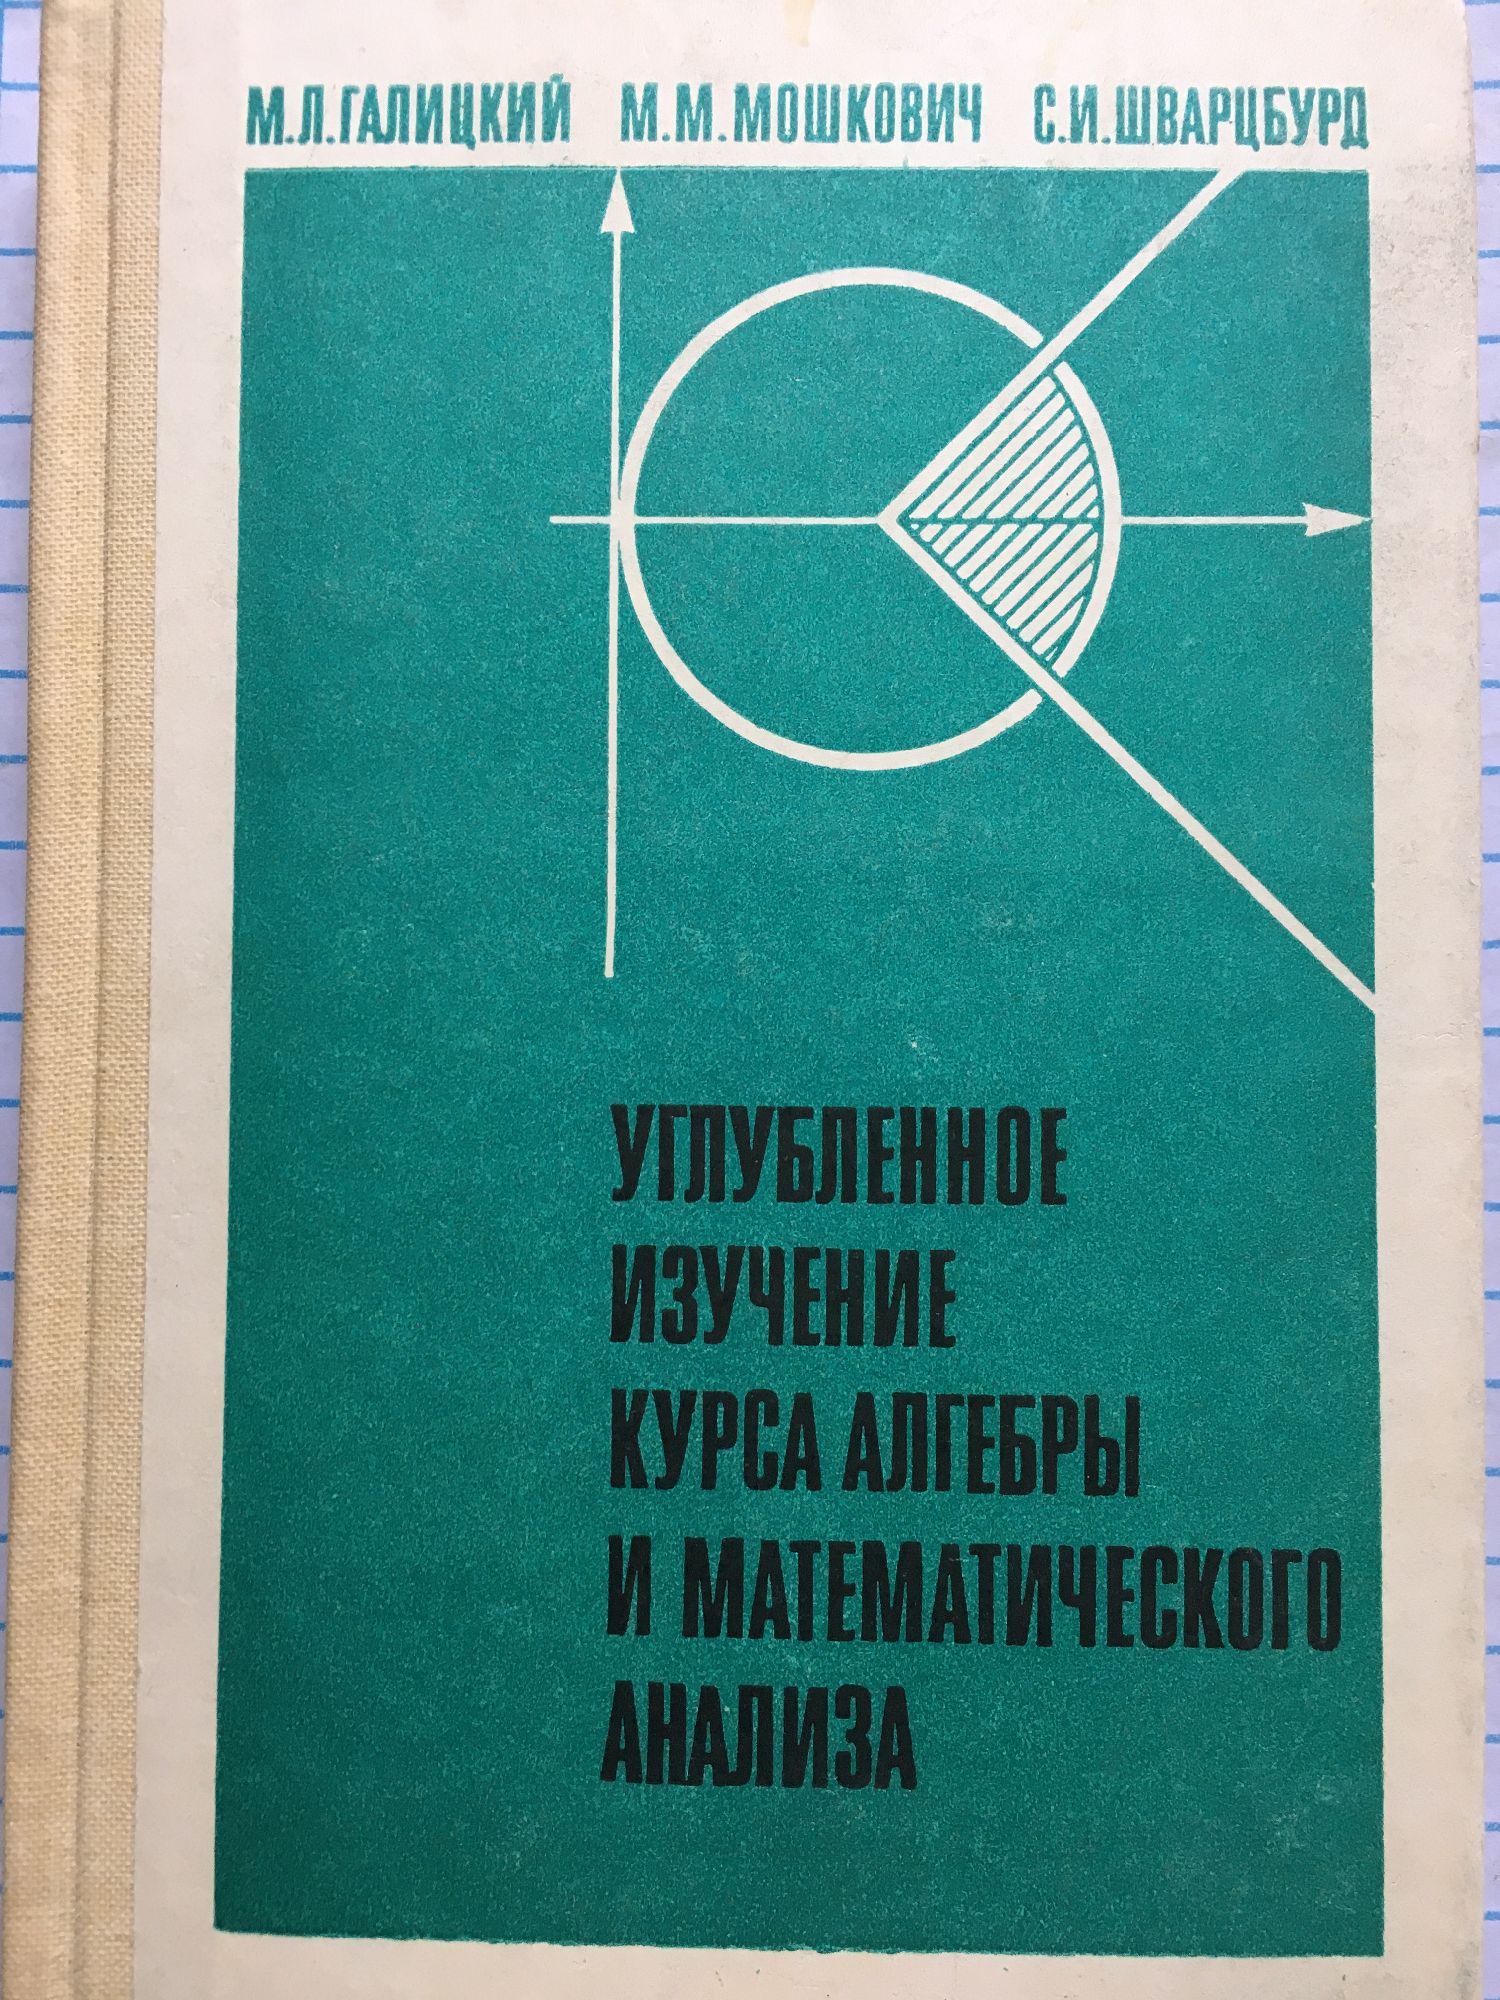 М.Л.ГАЛИЦКИЙ М.М.МОШКОВИЧ С.И.ШВАРЦБУРД
УГЛУБЛЕННОЕ
ИЗУЧЕНИЕ
КУРСА АЛГЕБРЫ
И МАТЕМАТИЧЕСКОГО
АНАЛИЗА